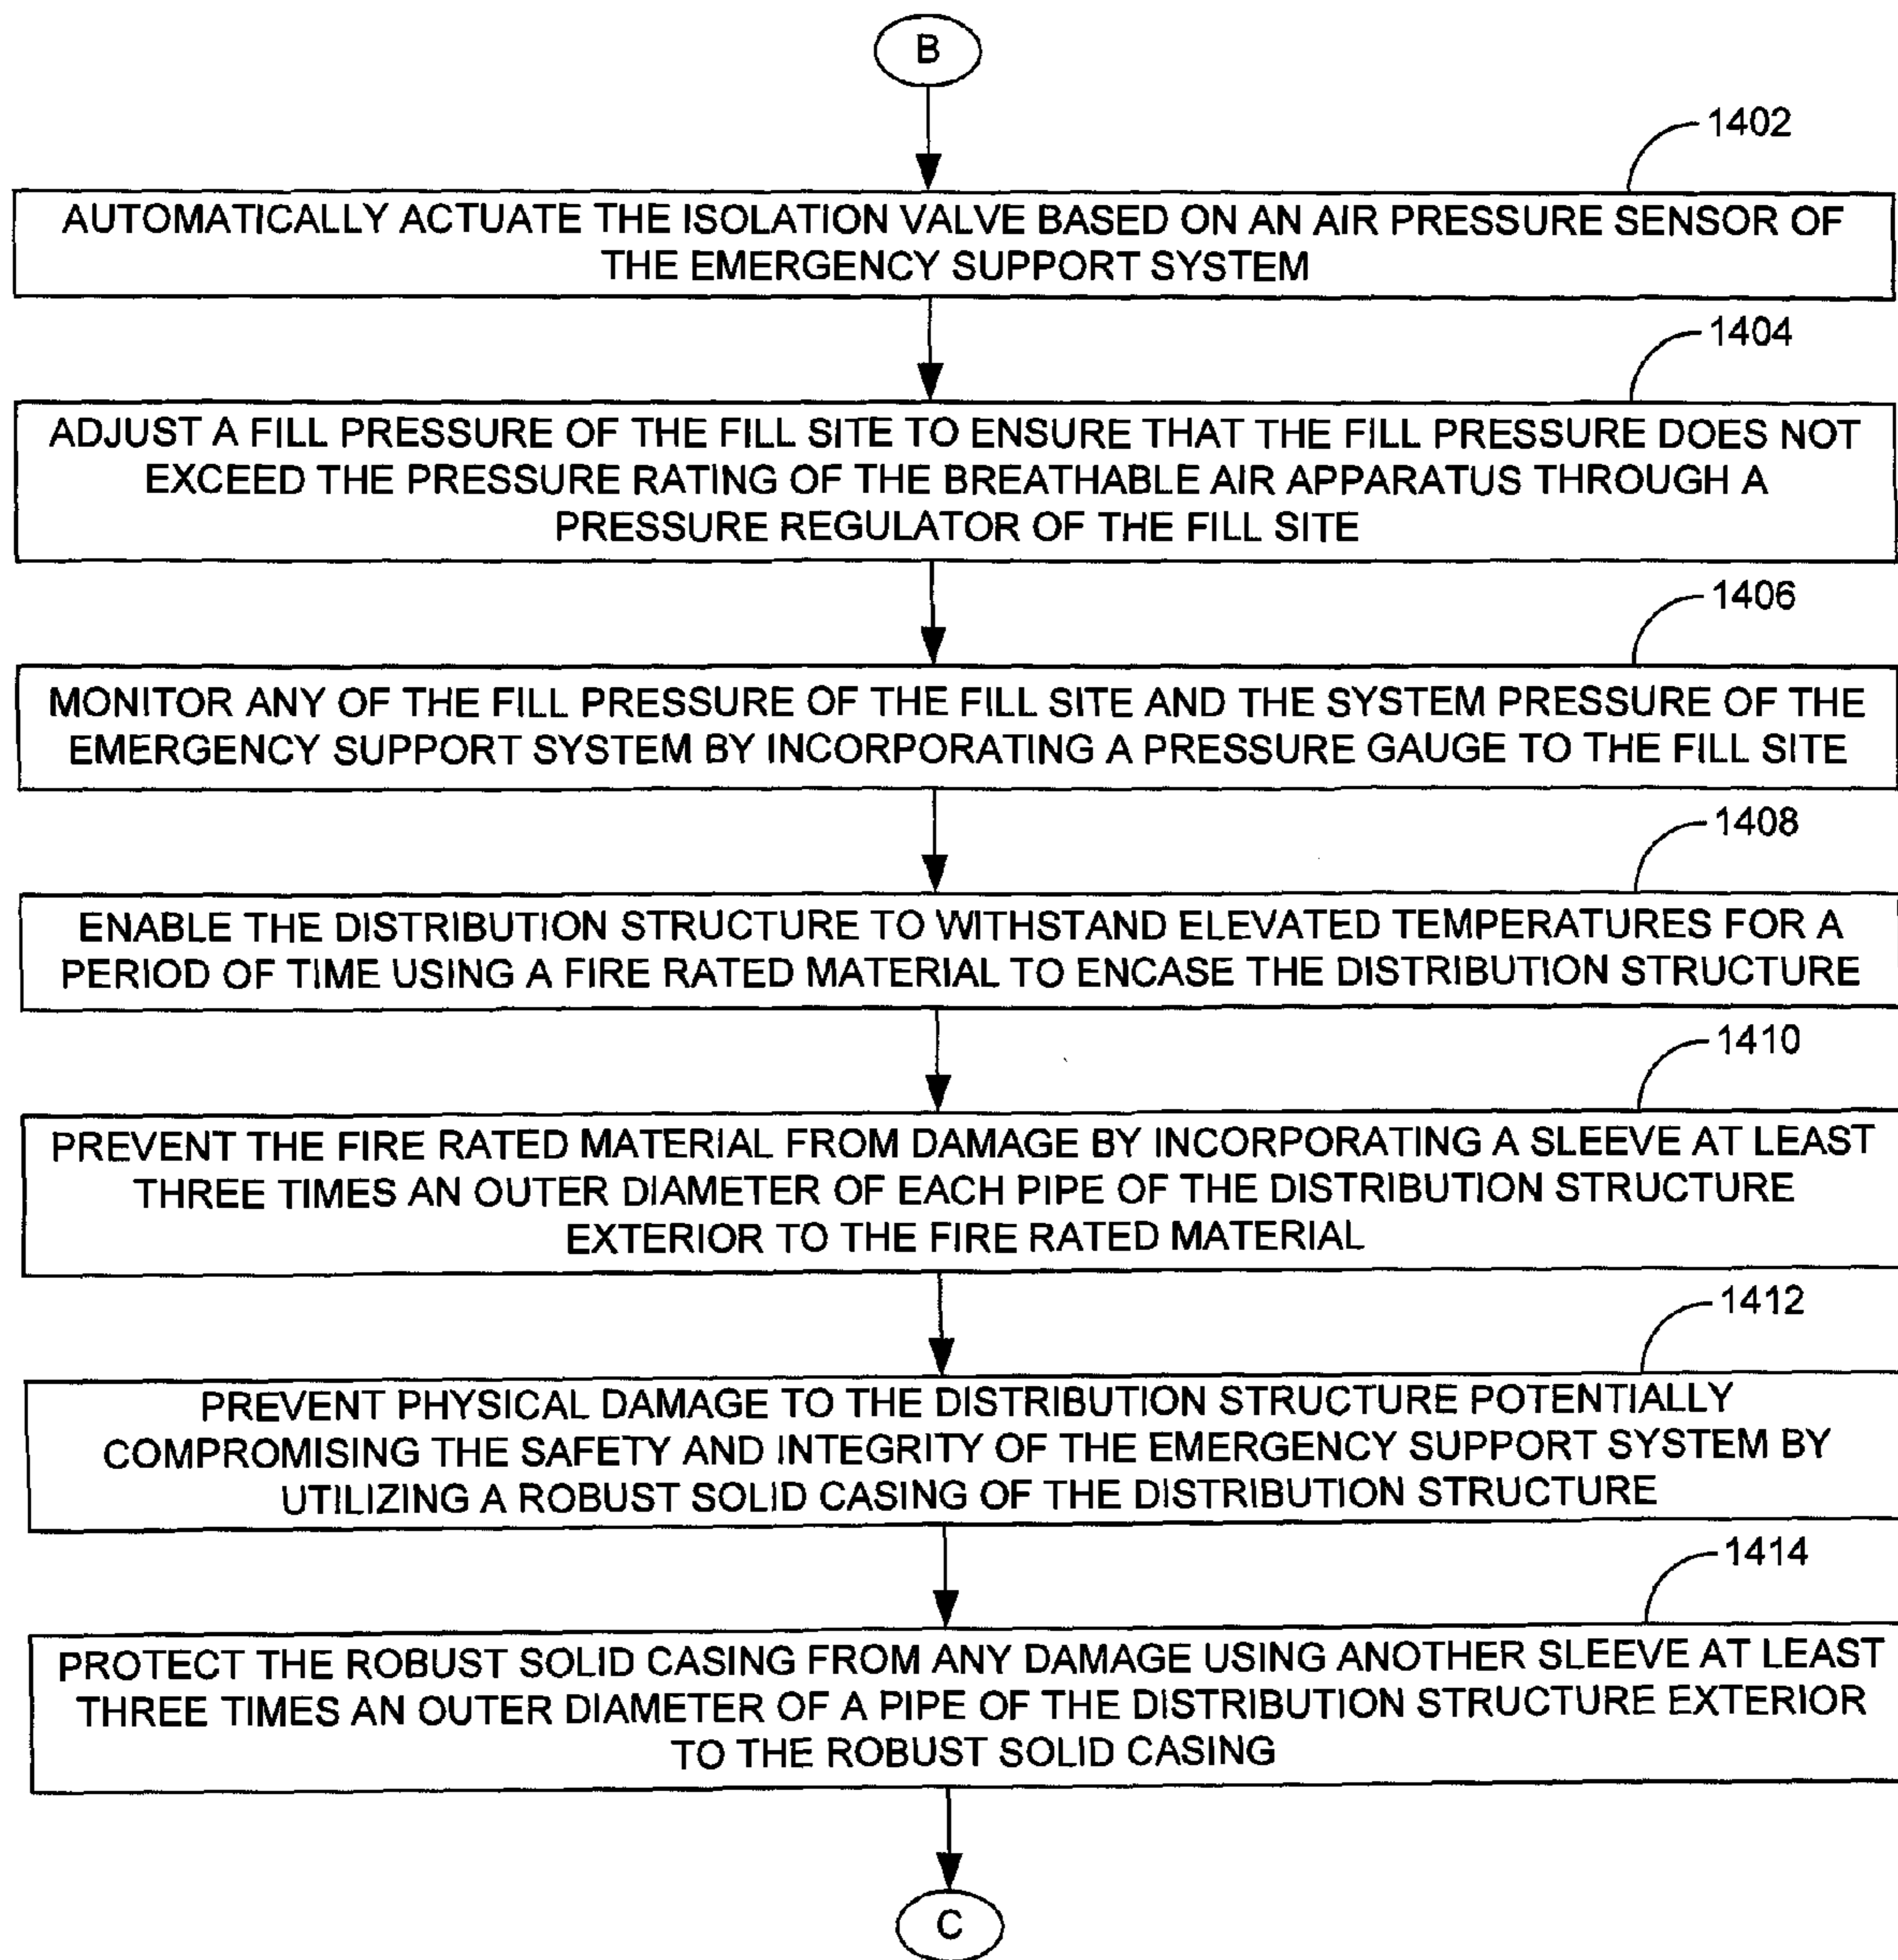 B
1402
AUTOMATICALLY ACTUATE THE ISOLATION VALVE BASED ON AN AIR PRESSURE SENSOR OF
THE EMERGENCY SUPPORT SYSTEM
1404
ADJUST A FILL PRESSURE OF THE FILL SITE TO ENSURE THAT THE FILL PRESSURE DOES NOT
EXCEED THE PRESSURE RATING OF THE BREATHABLE AIR APPARATUS THROUGH A
PRESSURE REGULATOR OF THE FILL SITE
1406
MONITOR ANY OF THE FILL PRESSURE OF THE FILL SITE AND THE SYSTEM PRESSURE OF THE
EMERGENCY SUPPORT SYSTEM BY INCORPORATING A PRESSURE GAUGE TO THE FILL SITE
1408
ENABLE THE DISTRIBUTION STRUCTURE TO WITHSTAND ELEVATED TEMPERATURES FOR A
PERIOD OF TIME USING A FIRE RATED MATERIAL TO ENCASE THE DISTRIBUTION STRUCTURE
1410
PREVENT THE FIRE RATED MATERIAL FROM DAMAGE BY INCORPORATING A SLEEVE AT LEAST
THREE TIMES AN OUTER DIAMETER OF EACH PIPE OF THE DISTRIBUTION STRUCTURE
EXTERIOR TO THE FIRE RATED MATERIAL
1412
PREVENT PHYSICAL DAMAGE TO THE DISTRIBUTION STRUCTURE POTENTIALLY
COMPROMISING THE SAFETY AND INTEGRITY OF THE EMERGENCY SUPPORT SYSTEM BY
UTILIZING A ROBUST SOLID CASING OF THE DISTRIBUTION STRUCTURE
1414
PROTECT THE ROBUST SOLID CASING FROM ANY DAMAGE USING ANOTHER SLEEVE AT LEAST
THREE TIMES AN OUTER DIAMETER OF A PIPE OF THE DISTRIBUTION STRUCTURE EXTERIOR
TO THE ROBUST SOLID CASING
C